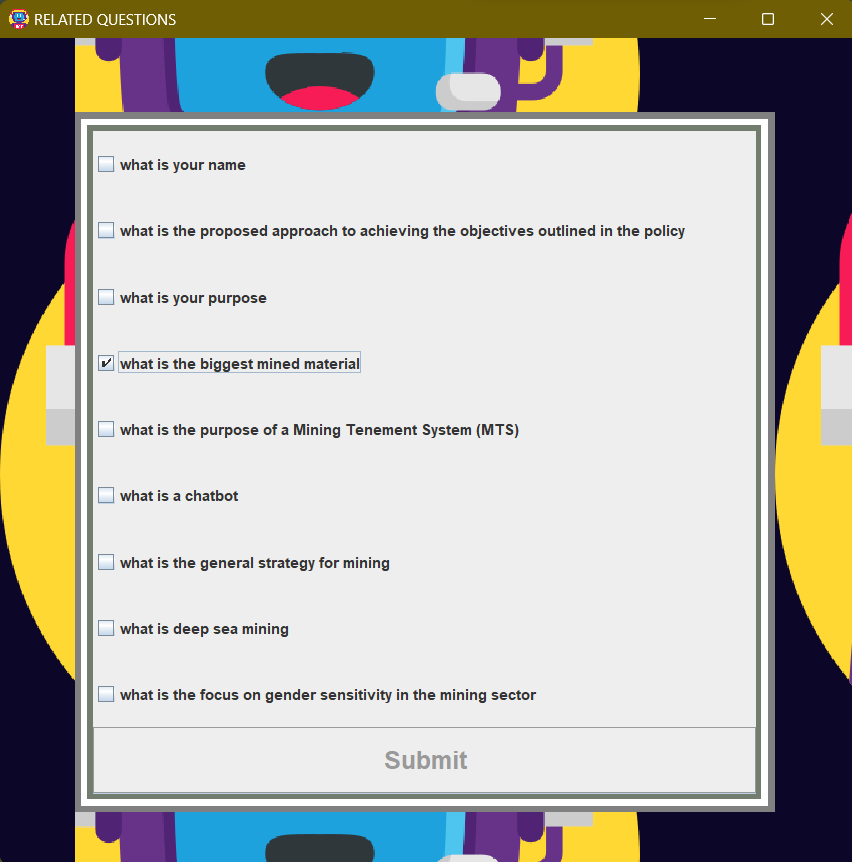 RELATED QUESTIONS
what is your name
what is the proposed approach to achieving the objectives outlined in the policy
what is your purpose
what is the biggest mined material
what is the purpose of a Mining Tenement System (MTS)
what is a chatbot
what is the general strategy for mining
what is deep sea mining
what is the focus on gender sensitivity in the mining sector
Submit